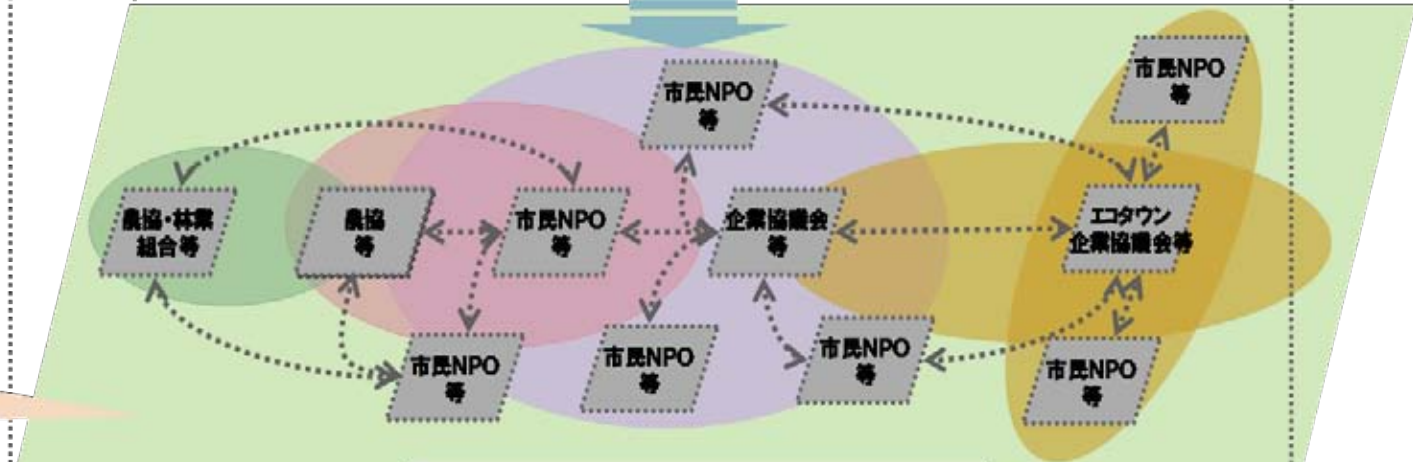 市民NPO
等
市民NPO
等
農協・林業
組合等
農協
等
市民NPO
等
企業協議会
等
エコタウン
企業協議会等
市民NPO
等
市民NPO
等
市民NPO
等
市民NPO
等